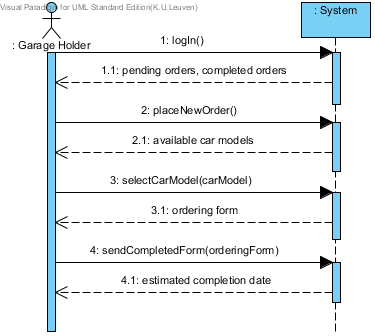 Visual Paradigm for UML Standard Edition(K.U.Leuven)
: System
: Garage Holder
1: logIn()
1.1: pending orders, completed orders
2: placeNewOrder()
2.1: available car models
3: selectCarModel(carModel)
3.1: ordering form
4: sendCompletedForm(orderingForm)
4.1: estimated completion date